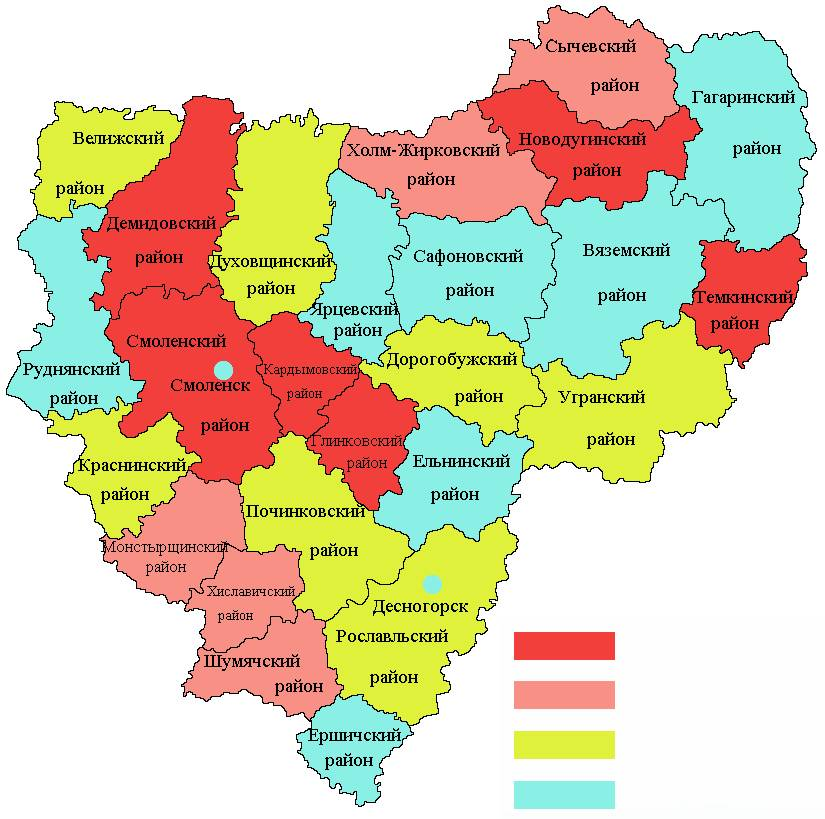 Сычевский
район
Гагаринский
район
Новодугинский
район
Холм-Жирковский
район
Велижский
район
Демидовский
район
Духовщинский
район
Сафоновский
район
Вяземский
район
Темкинский
район
Ярцевский
район
Смоленский
Смоленск
район
Руднянский
район
Кардымовский
район
Дорогобужский
район
Угранский
район
Глинковский
район
Ельнинский
район
Краснинский
район
Починковский
район
Монстырщинский
район
Хиславичский
район
Десногорск
Рославльский
район
Шумячский
район
Ершичский
район